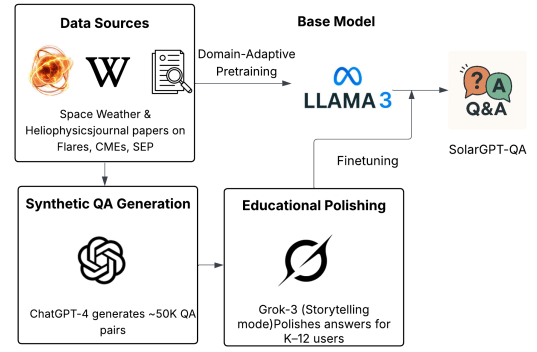 Data Sources
W
Space Weather &
Heliophysicsjournal papers on
Flares, CMEs, SEP
Domain-Adaptive
Pretraining
Base Model
LLAMA 3
? A
Q&A
SolarGPT-QA
Finetuning
Synthetic QA Generation
ChatGPT-4 generates ~50K QA
pairs
Educational Polishing
Grok-3 (Storytelling
mode)Polishes answers for
K–12 users